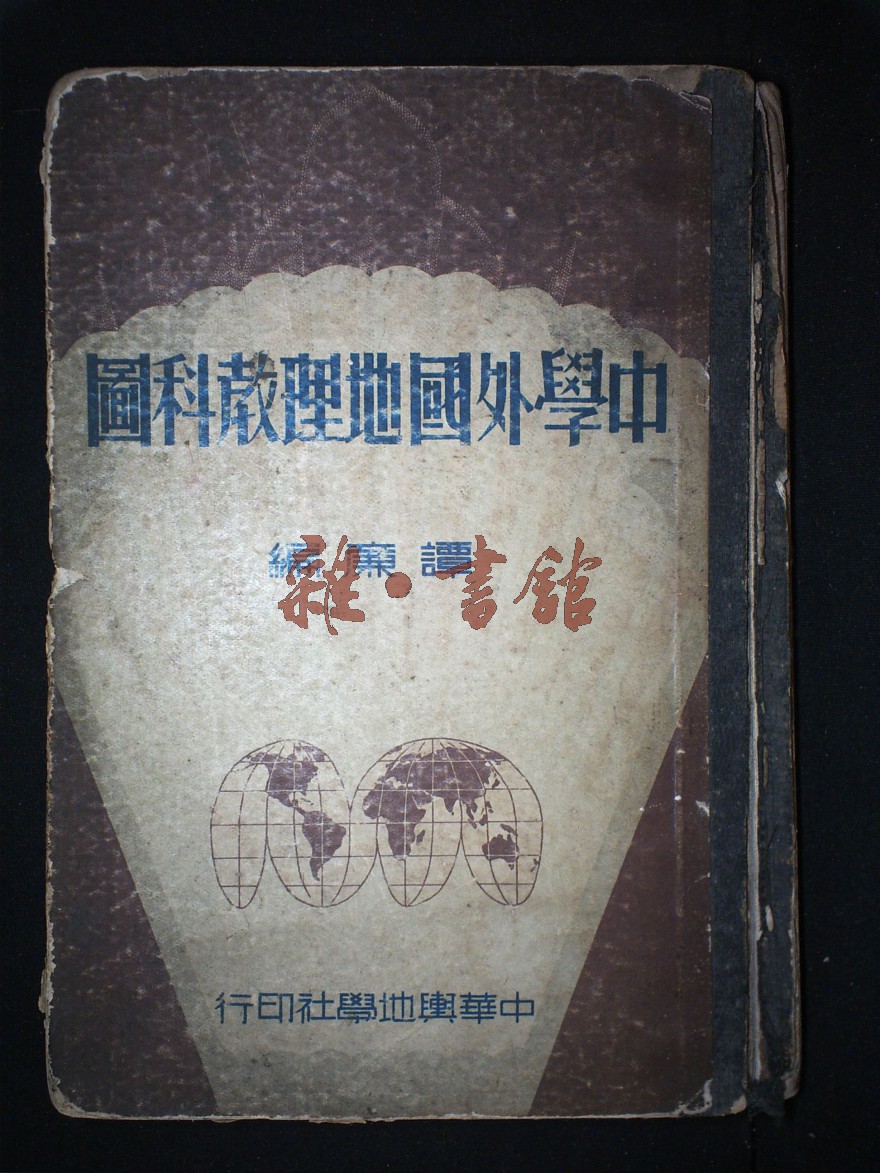 中學外國地理教科圖
譚廉編
雜·書館
中華輿地學社印行